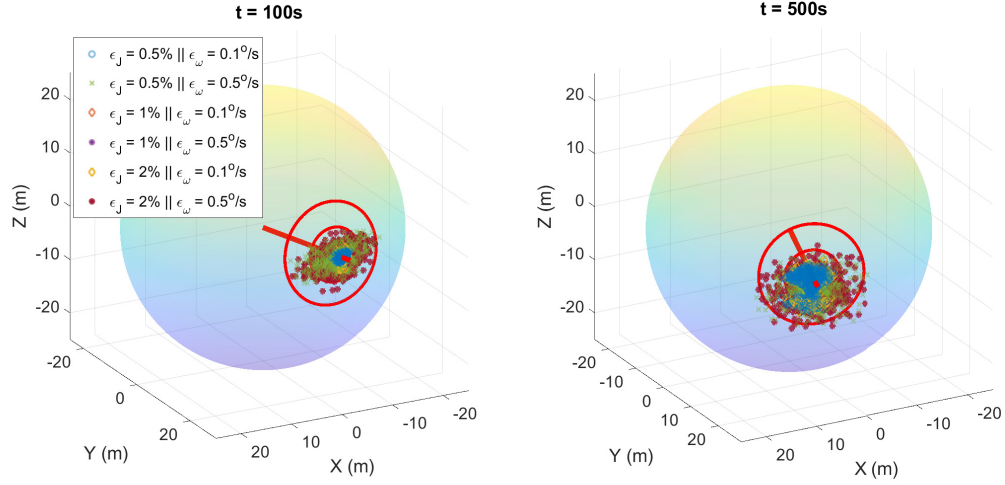 t = 100s
t = 500s
ϵJ = 0.5% || ϵω = 0.1°/s
ϵJ = 0.5% || ϵω = 0.5°/s
ϵJ = 1% || ϵω = 0.1°/s
ϵJ = 1% || ϵω = 0.5°/s
ϵJ = 2% || ϵω = 0.1°/s
ϵJ = 2% || ϵω = 0.5°/s
20
10
0
-10
-20
Z (m)
-20
0
20
Y (m)
20
10
0
-10
-20
X (m)
20
10
0
-10
-20
Z (m)
-20
-10
0
10
20
Y (m)
20
10
0
-10
-20
X (m)